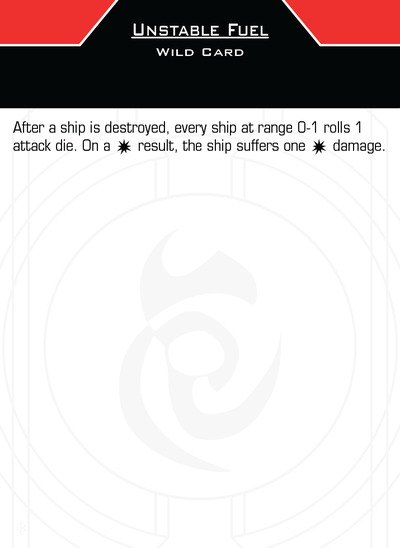 Unstable Fuel
Wild Card
After a ship is destroyed, every ship at range 0-1 rolls 1
attack die. On a result, the ship suffers one damage.